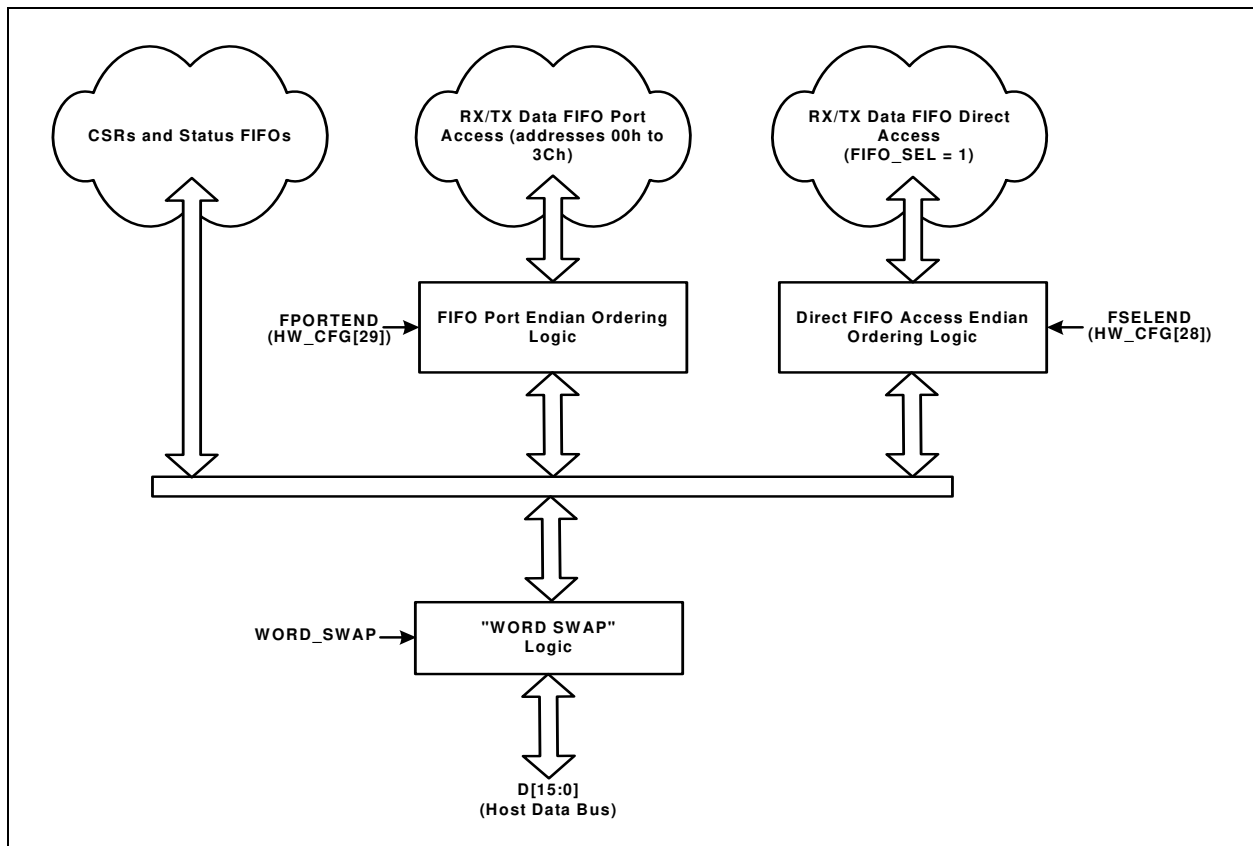 CSRs and Status FIFOs
RX/TX Data FIFO Port
Access (addresses 00h to
3Ch)
RX/TX Data FIFO Direct
Access
(FIFO_SEL = 1)
FPORTEND
(HW_CFG[29])
FIFO Port Endian Ordering
Logic
Direct FIFO Access Endian
Ordering Logic
FSELEND
(HW_CFG[28])
WORD_SWAP
"WORD SWAP"
Logic
D[15:0]
(Host Data Bus)